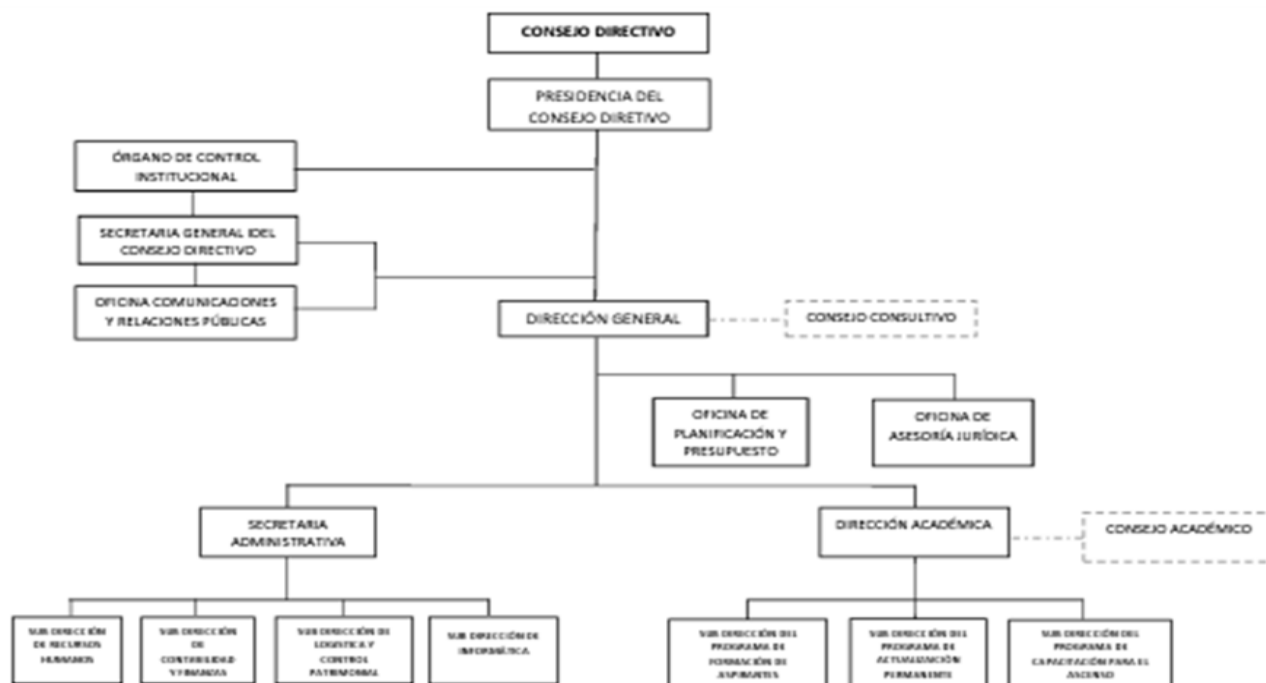 CONSEJO DIRECTIVO
PRESIDENCIA DEL
CONSEJO DIRETIVO
ÓRGANO DE CONTROL
INSTITUCIONAL
SECRETARIA GENERAL IDEL
CONSEJO DIRECTIVO
OFICINA COMUNICACIONES
Y RELACIONES PÚBLICAS
DIRECCIÓN GENERAL
CONSEJO CONSULTIVO
OFICINA DE
PLANIFICACIÓN Y
PRESUPUESTO
OFICINA DE
ASESORÍA JURÍDICA
SECRETARIA
ADMINISTRATIVA
DIRECCIÓN ACADÉMICA
CONSEJO ACADÉMICO
SUB DIRECCIÓN
DE RECURSOS
HUMANOS
SUB DIRECCIÓN
DE
CONTABILIDAD
Y FINANZAS
SUB DIRECCIÓN DE
LOGISTICA Y
CONTROL
PATRIMONIAL
SUB DIRECCIÓN DE
INFORMÁTICA
SUB DIRECCIÓN DEL
PROGRAMA DE
FORMACIÓN DE
ASPIRANTES
SUB DIRECCIÓN DEL
PROGRAMA DE
ACTUALIZACIÓN
PERMANENTE
SUB DIRECCIÓN DEL
PROGRAMA DE
CAPACITACIÓN PARA EL
ASCENSO